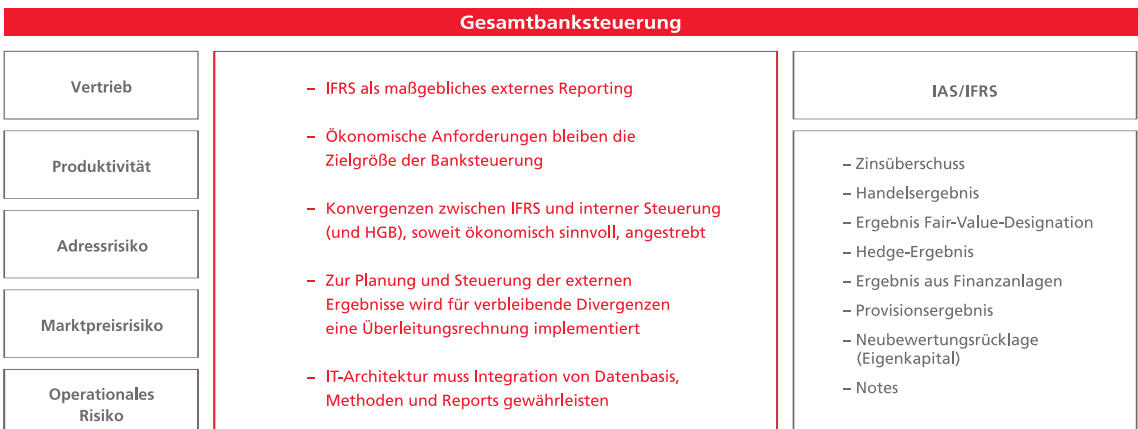 Gesamtbanksteuerung
Vertrieb
Produktivität
Adressrisiko
Marktpreisrisiko
Operationales
Risiko
– IFRS als maßgebliches externes Reporting
– Ökonomische Anforderungen bleiben die
Zielgröße der Banksteuerung
– Konvergenzen zwischen IFRS und interner Steuerung
(und HGB), soweit ökonomisch sinnvoll, angestrebt
– Zur Planung und Steuerung der externen
Ergebnisse wird für verbleibende Divergenzen
eine Überleitungsrechnung implementiert
– IT-Architektur muss Integration von Datenbasis,
Methoden und Reports gewährleisten
IAS/IFRS
– Zinsüberschuss
– Handelsergebnis
– Ergebnis Fair-Value-Designation
– Hedge-Ergebnis
– Ergebnis aus Finanzanlagen
– Provisionsergebnis
– Neubewertungsrücklage
(Eigenkapital)
– Notes